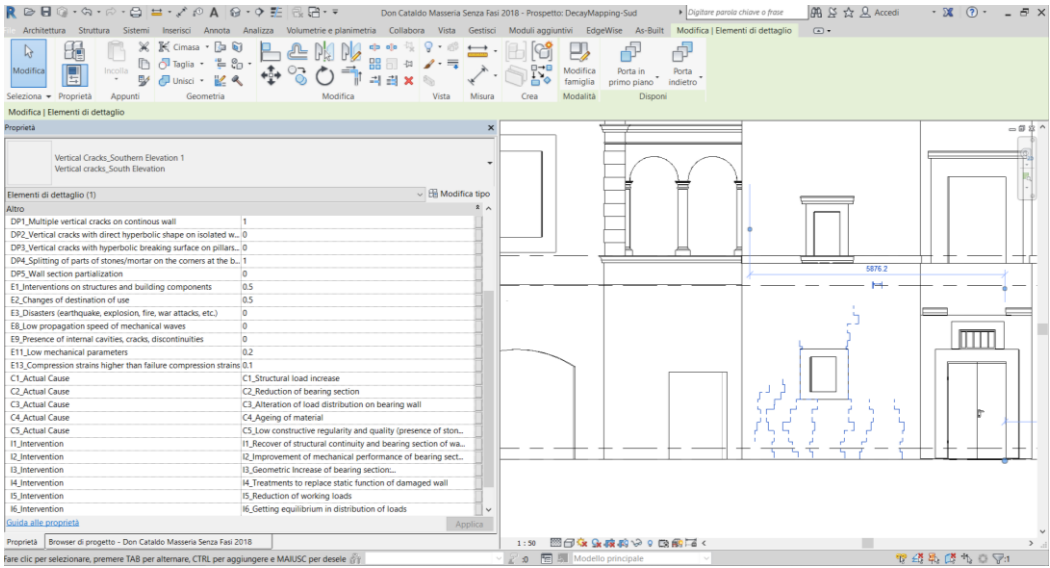 Don Cataldo Masseria Senza Fasi 2018 - Prospetto: DecayMapping-Sud
Digitare parola chiave o frase
Accedi
Architettura Struttura Sistemi Inserisci Annota Analizza Volumetrie e planimetria Collabora Vista Gestisci Moduli aggiuntivi EdgeWise As-Built Modifica | Elementi di dettaglio
Modifica
Incolla
Cimasa
Taglia
Unisci
Modifica famiglia
Porta in primo piano
Porta indietro
Seleziona Proprietà Appunti Geometria Modifica Vista Misura Crea Modalità Disponi
Modifica | Elementi di dettaglio
Proprietà
Vertical Cracks_Southern Elevation 1
Vertical cracks_South Elevation
Elementi di dettaglio (1) Modifica tipo
Altro
DP1_Multiple vertical cracks on continous wall 1
DP2_Vertical cracks with direct hyperbolic shape on isolated w... 0
DP3_Vertical cracks with hyperbolic breaking surface on pillars... 0
DP4_Splitting of parts of stones/mortar on the corners at the b... 1
DP5_Wall section partialization 0
E1_Interventions on structures and building components 0.5
E2_Changes of destination of use 0.5
E3_Disasters (earthquake, explosion, fire, war attacks, etc.) 0
E8_Low propagation speed of mechanical waves 0
E9_Presence of internal cavities, cracks, discontinuities 0
E11_Low mechanical parameters 0.2
E13_Compression strains higher than failure compression strains 0.1
C1_Actual Cause C1_Structural load increase
C2_Actual Cause C2_Reduction of bearing section
C3_Actual Cause C3_Alteration of load distribution on bearing wall
C4_Actual Cause C4_Ageing of material
C5_Actual Cause C5_Low constructive regularity and quality (presence of ston...
I1_Intervention I1_Recover of structural continuity and bearing section of wa...
I2_Intervention I2_Improvement of mechanical performance of bearing sect...
I3_Intervention I3_Geometric Increase of bearing section;...
I4_Intervention I4_Treatments to replace static function of damaged wall
I5_Intervention I5_Reduction of working loads
I6_Intervention I6_Getting equilibrium in distribution of loads
Guida alle proprietà Applica
Proprietà Browser di progetto - Don Cataldo Masseria Senza Fasi 2018
5876.2
1 : 50
Fare clic per selezionare, premere TAB per alternare, CTRL per aggiungere e MAIUSC per desele
:0 Modello principale
:1